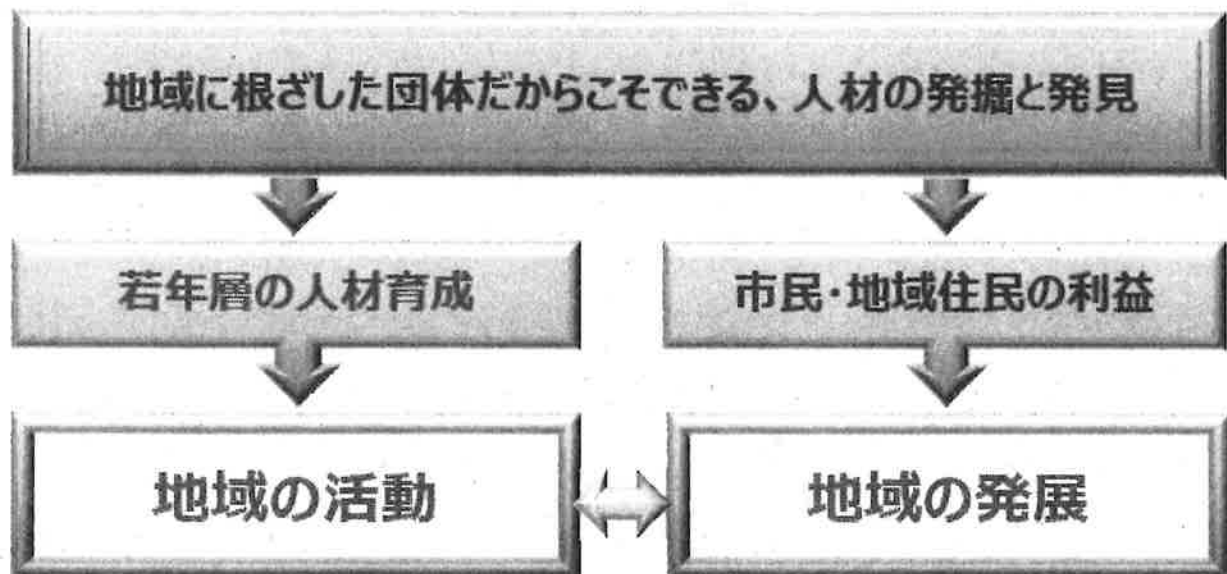 地域に根ざした団体だからこそできる、人材の発掘と発見
若年層の人材育成
市民・地域住民の利益
地域の活動
地域の発展